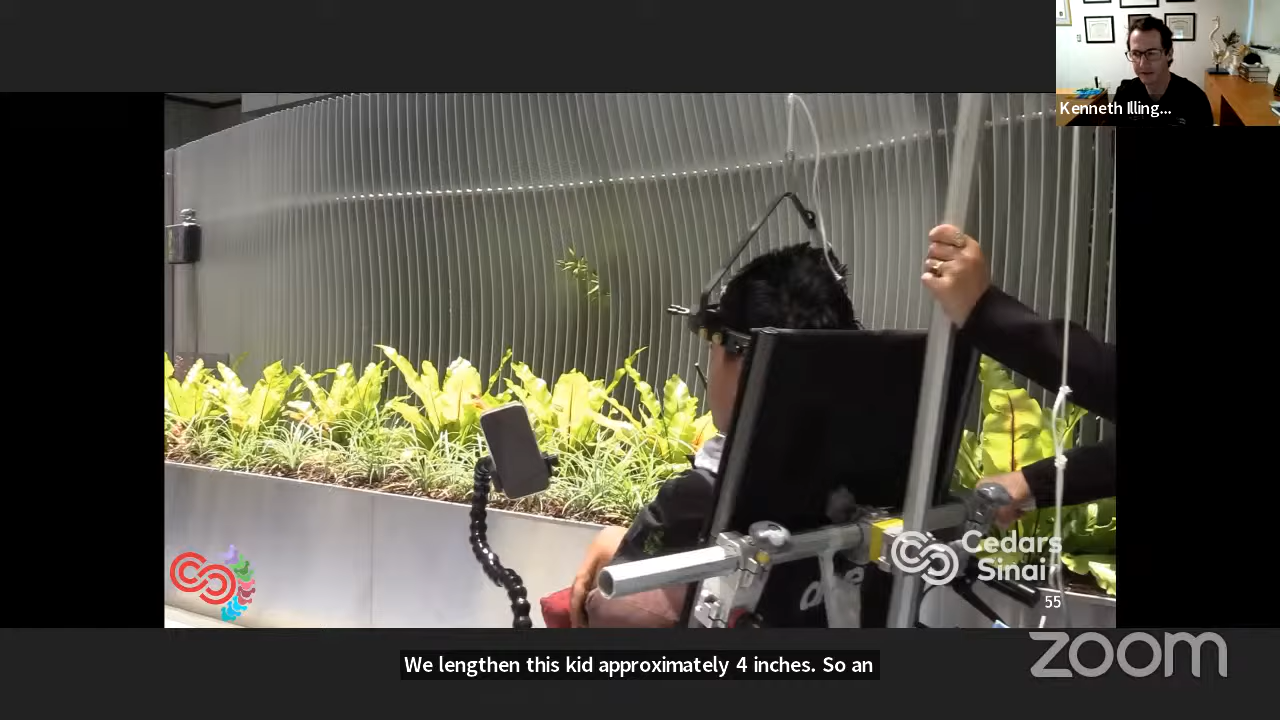 Kenneth Illing...
Cedars
Sinai
55
We lengthen this kid approximately 4 inches. So an
zoom